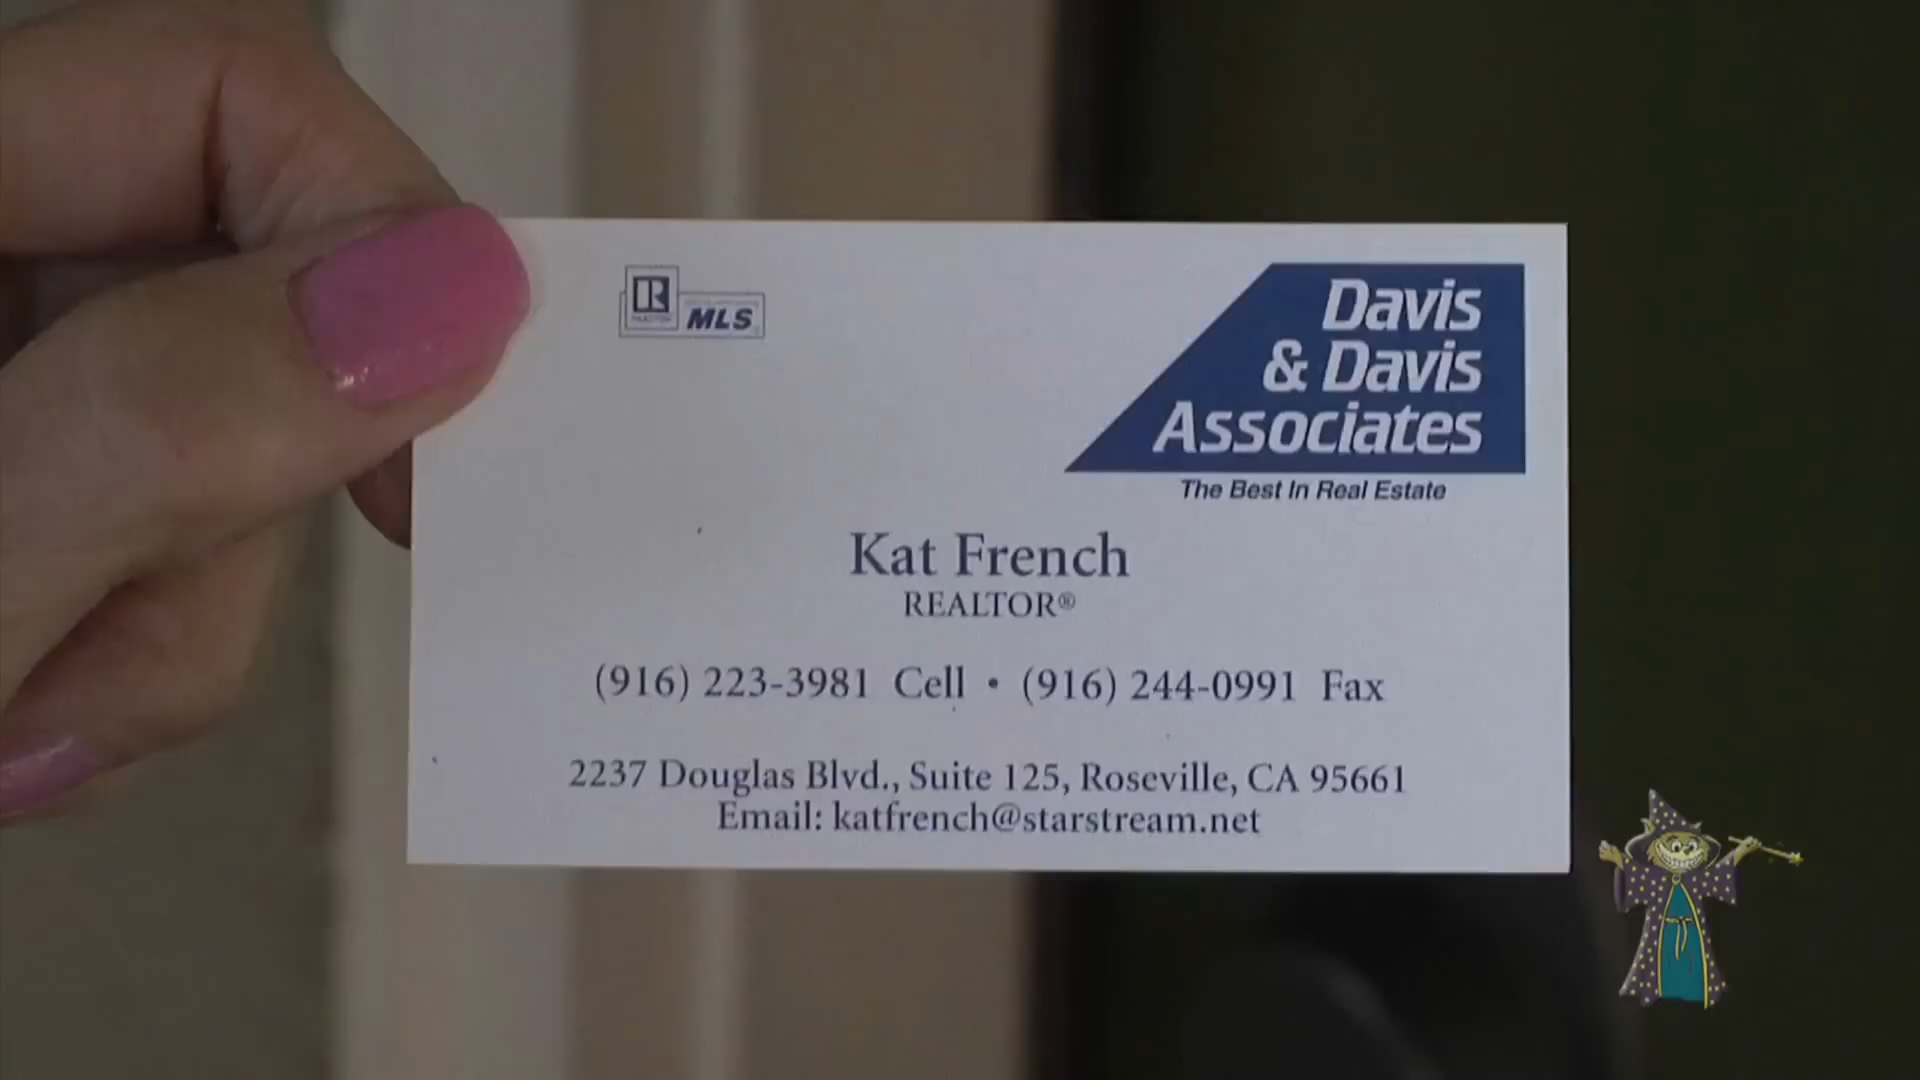 R
MLS
Davis
& Davis
Associates
The Best In Real Estate
Kat French
REALTOR®
(916) 223-3981 Cell • (916) 244-0991 Fax
2237 Douglas Blvd., Suite 125, Roseville, CA 95661
Email: katfrench@starstream.net